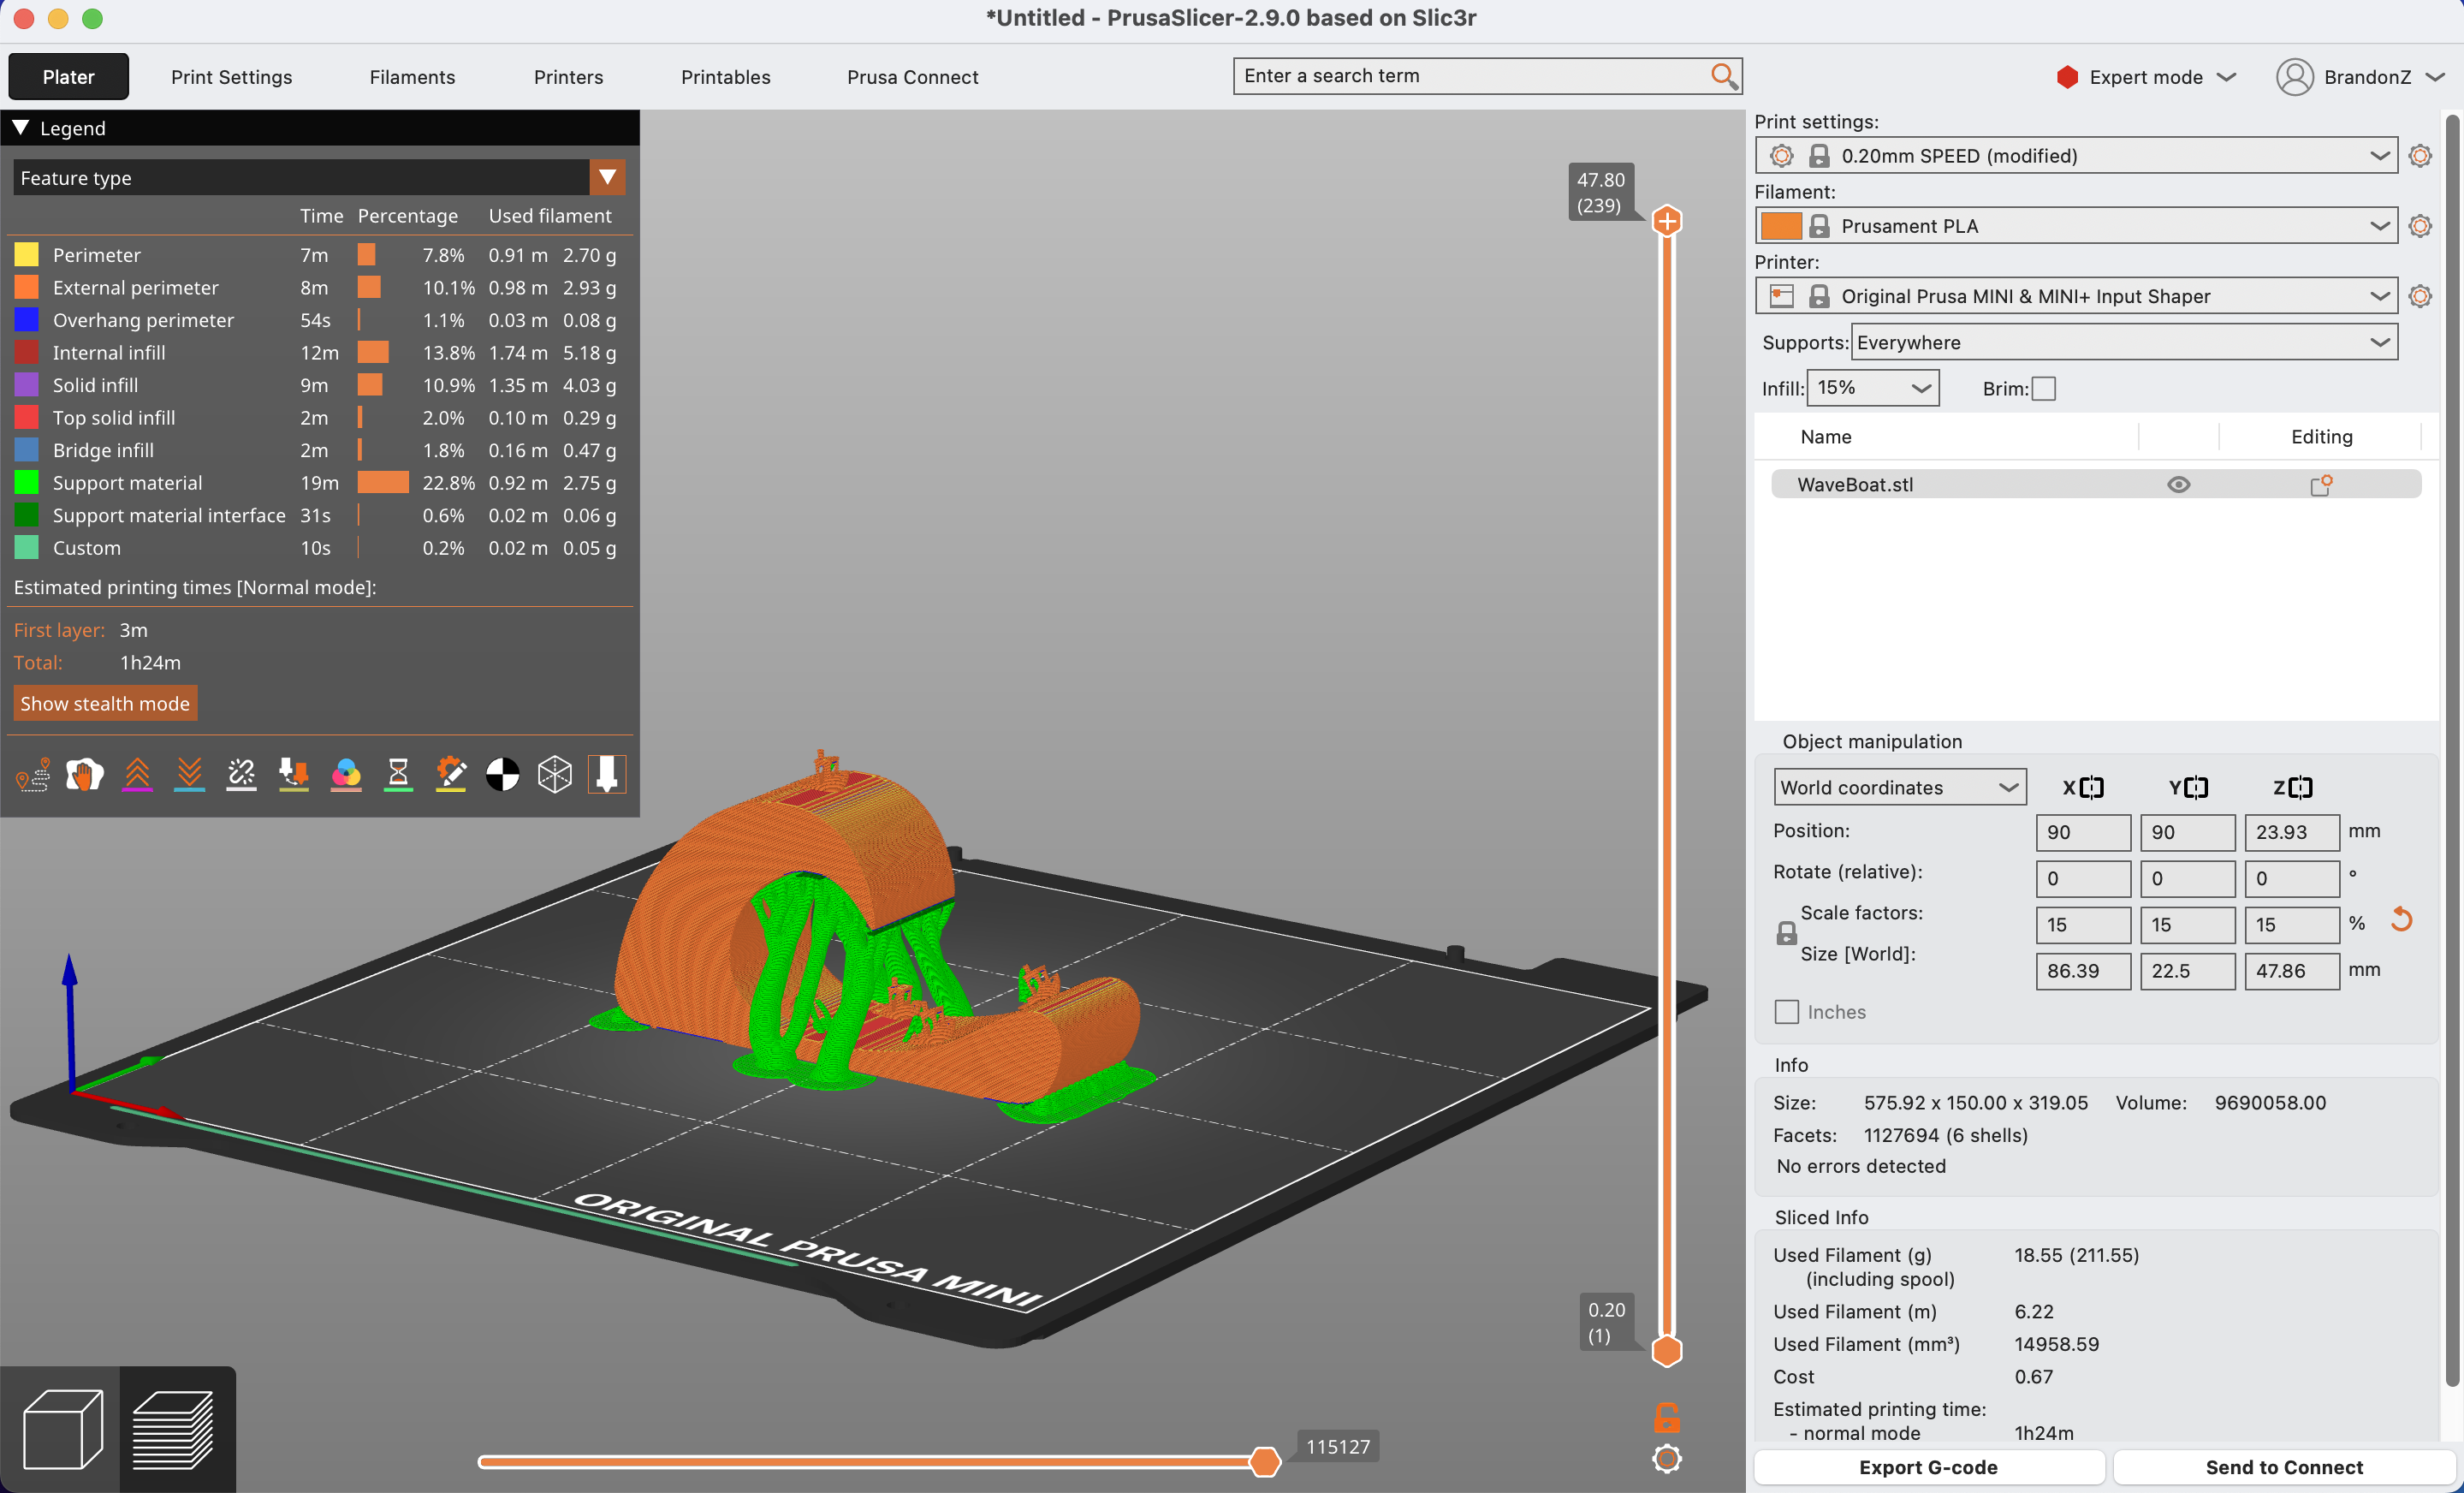 *Untitled - PrusaSlicer-2.9.0 based on Slic3r
Plater Print Settings Filaments Printers Printables Prusa Connect Enter a search term Expert mode BrandonZ
Legend
Feature type
Time Percentage Used filament
Perimeter 7m 7.8% 0.91 m 2.70 g
External perimeter 8m 10.1% 0.98 m 2.93 g
Overhang perimeter 54s 1.1% 0.03 m 0.08 g
Internal infill 12m 13.8% 1.74 m 5.18 g
Solid infill 9m 10.9% 1.35 m 4.03 g
Top solid infill 2m 2.0% 0.10 m 0.29 g
Bridge infill 2m 1.8% 0.16 m 0.47 g
Support material 19m 22.8% 0.92 m 2.75 g
Support material interface 31s 0.6% 0.02 m 0.06 g
Custom 10s 0.2% 0.02 m 0.05 g
Estimated printing times [Normal mode]:
First layer: 3m
Total: 1h24m
Show stealth mode
47.80
(239)
ORIGINAL PRUSA MINI
0.20
(1)
115127
Print settings:
0.20mm SPEED (modified)
Filament:
Prusament PLA
Printer:
Original Prusa MINI & MINI+ Input Shaper
Supports: Everywhere
Infill: 15% Brim:
Name Editing
WaveBoat.stl
Object manipulation
World coordinates X Y Z
Position: 90 90 23.93 mm
Rotate (relative): 0 0 0 °
Scale factors: 15 15 15 %
Size [World]: 86.39 22.5 47.86 mm
Inches
Info
Size: 575.92 x 150.00 x 319.05 Volume: 9690058.00
Facets: 1127694 (6 shells)
No errors detected
Sliced Info
Used Filament (g) 18.55 (211.55)
(including spool)
Used Filament (m) 6.22
Used Filament (mm³) 14958.59
Cost 0.67
Estimated printing time:
- normal mode 1h24m
Export G-code Send to Connect